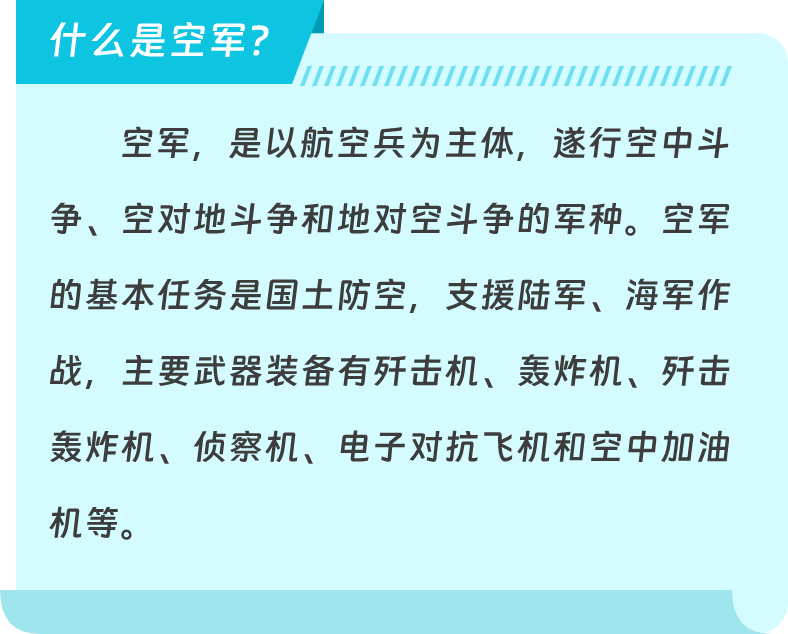 什么是空军?
空军，是以航空兵为主体，遂行空中斗
争、空对地斗争和地对空斗争的军种。空军
的基本任务是国土防空，支援陆军、海军作
战，主要武器装备有歼击机、轰炸机、歼击
轰炸机、侦察机、电子对抗飞机和空中加油
机等。